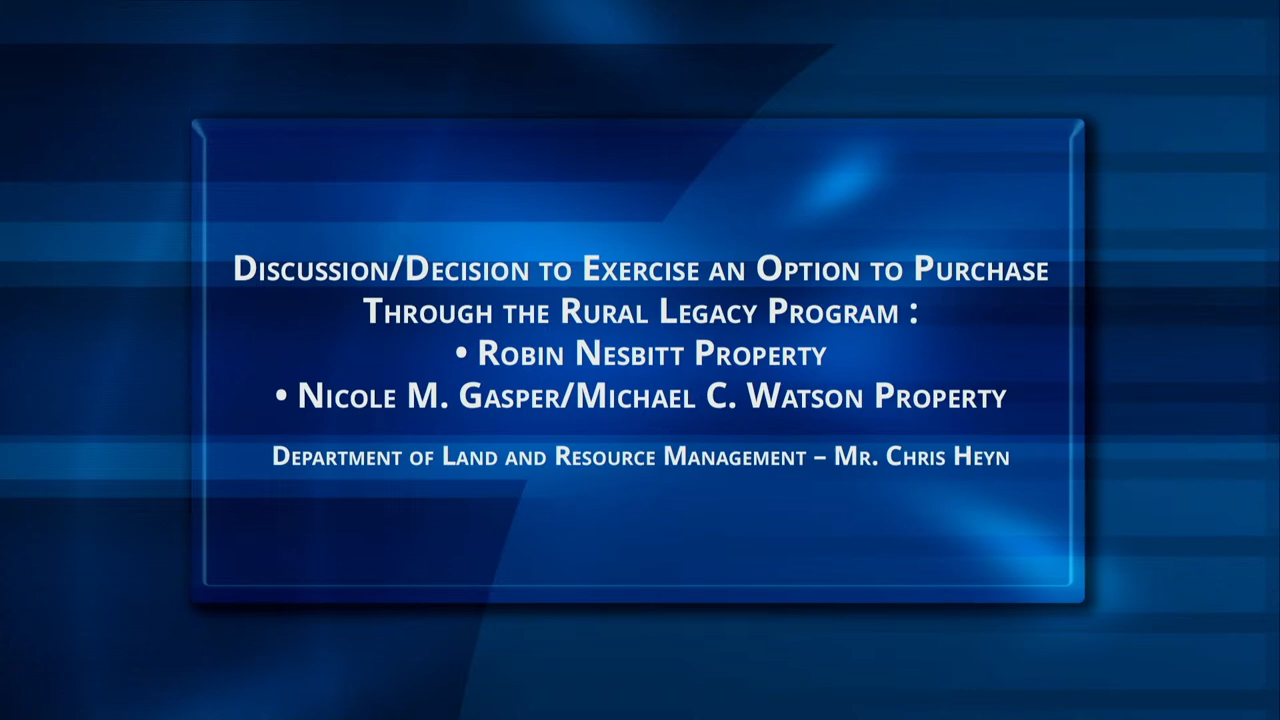 Discussion/Decision to Exercise an Option to Purchase
Through the Rural Legacy Program :
• Robin Nesbitt Property
• Nicole M. Gasper/Michael C. Watson Property
Department of Land and Resource Management – Mr. Chris Heyn